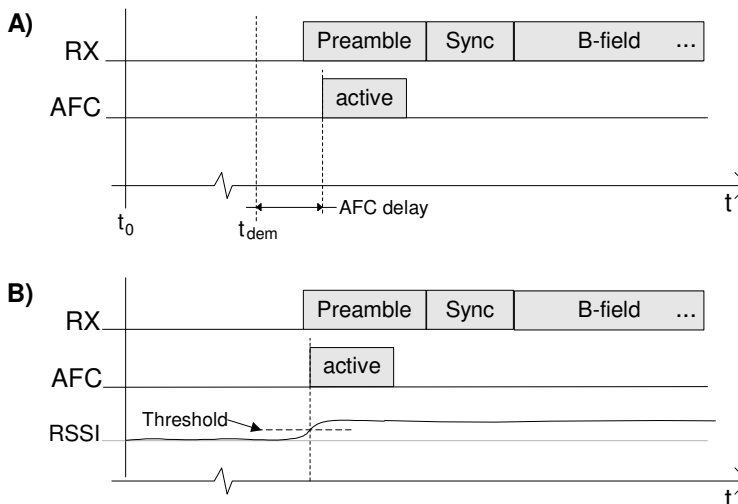 A)
RX
Preamble
Sync
B-field
...
AFC
active
t0
tdem
AFC delay
t
B)
RX
Preamble
Sync
B-field
...
AFC
active
Threshold
RSSI
t